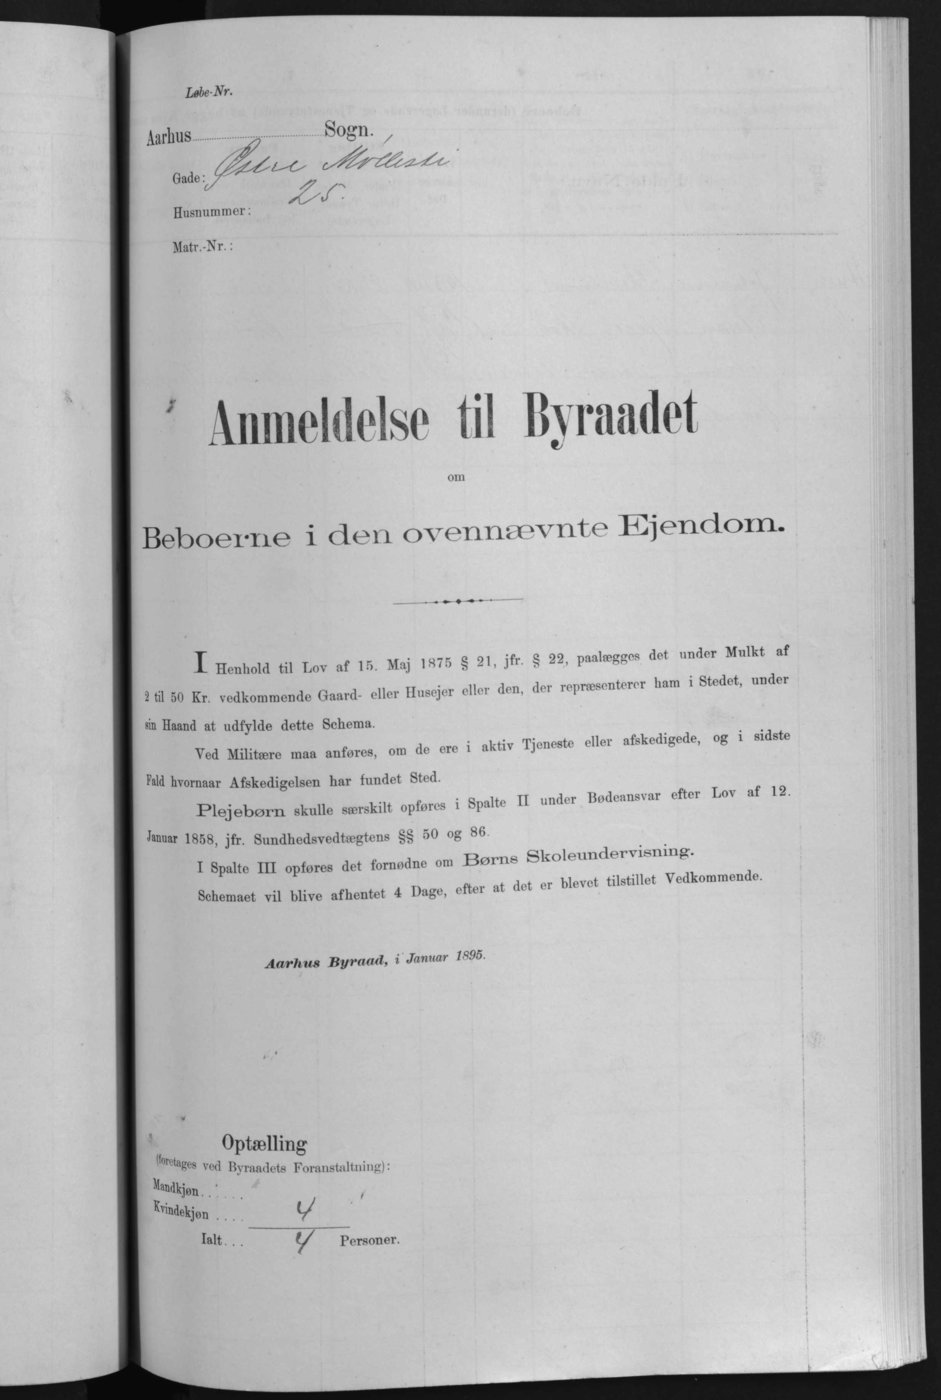 Løbe-Nr.
Aarhus Sogn.
Gade: Østre Møllesti
Husnummer: 25.
Matr.-Nr.:
Anmeldelse til Byraadet
om
Beboerne i den ovennævnte Ejendom.
I Henhold til Lov af 15. Maj 1875 § 21, jfr. § 22, paalægges det under Mulkt af
2 til 50 Kr. vedkommende Gaard- eller Husejer eller den, der repræsenterer ham i Stedet, under
sin Haand at udfylde dette Schema.
Ved Militære maa anføres, om de ere i aktiv Tjeneste eller afskedigede, og i sidste
Fald hvornaar Afskedigelsen har fundet Sted.
Plejebørn skulle særskilt opføres i Spalte II under Bødeansvar efter Lov af 12.
Januar 1858, jfr. Sundhedsvedtægtens §§ 50 og 86.
I Spalte III opføres det fornødne om Børns Skoleundervisning.
Schemaet vil blive afhentet 4 Dage, efter at det er blevet tilstillet Vedkommende.
Aarhus Byraad, i Januar 1895.
Optælling
(foretages ved Byraadets Foranstaltning):
Mandkjøn . . . . .
Kvindekjøn . . . . 4
Ialt . . . 4 Personer.